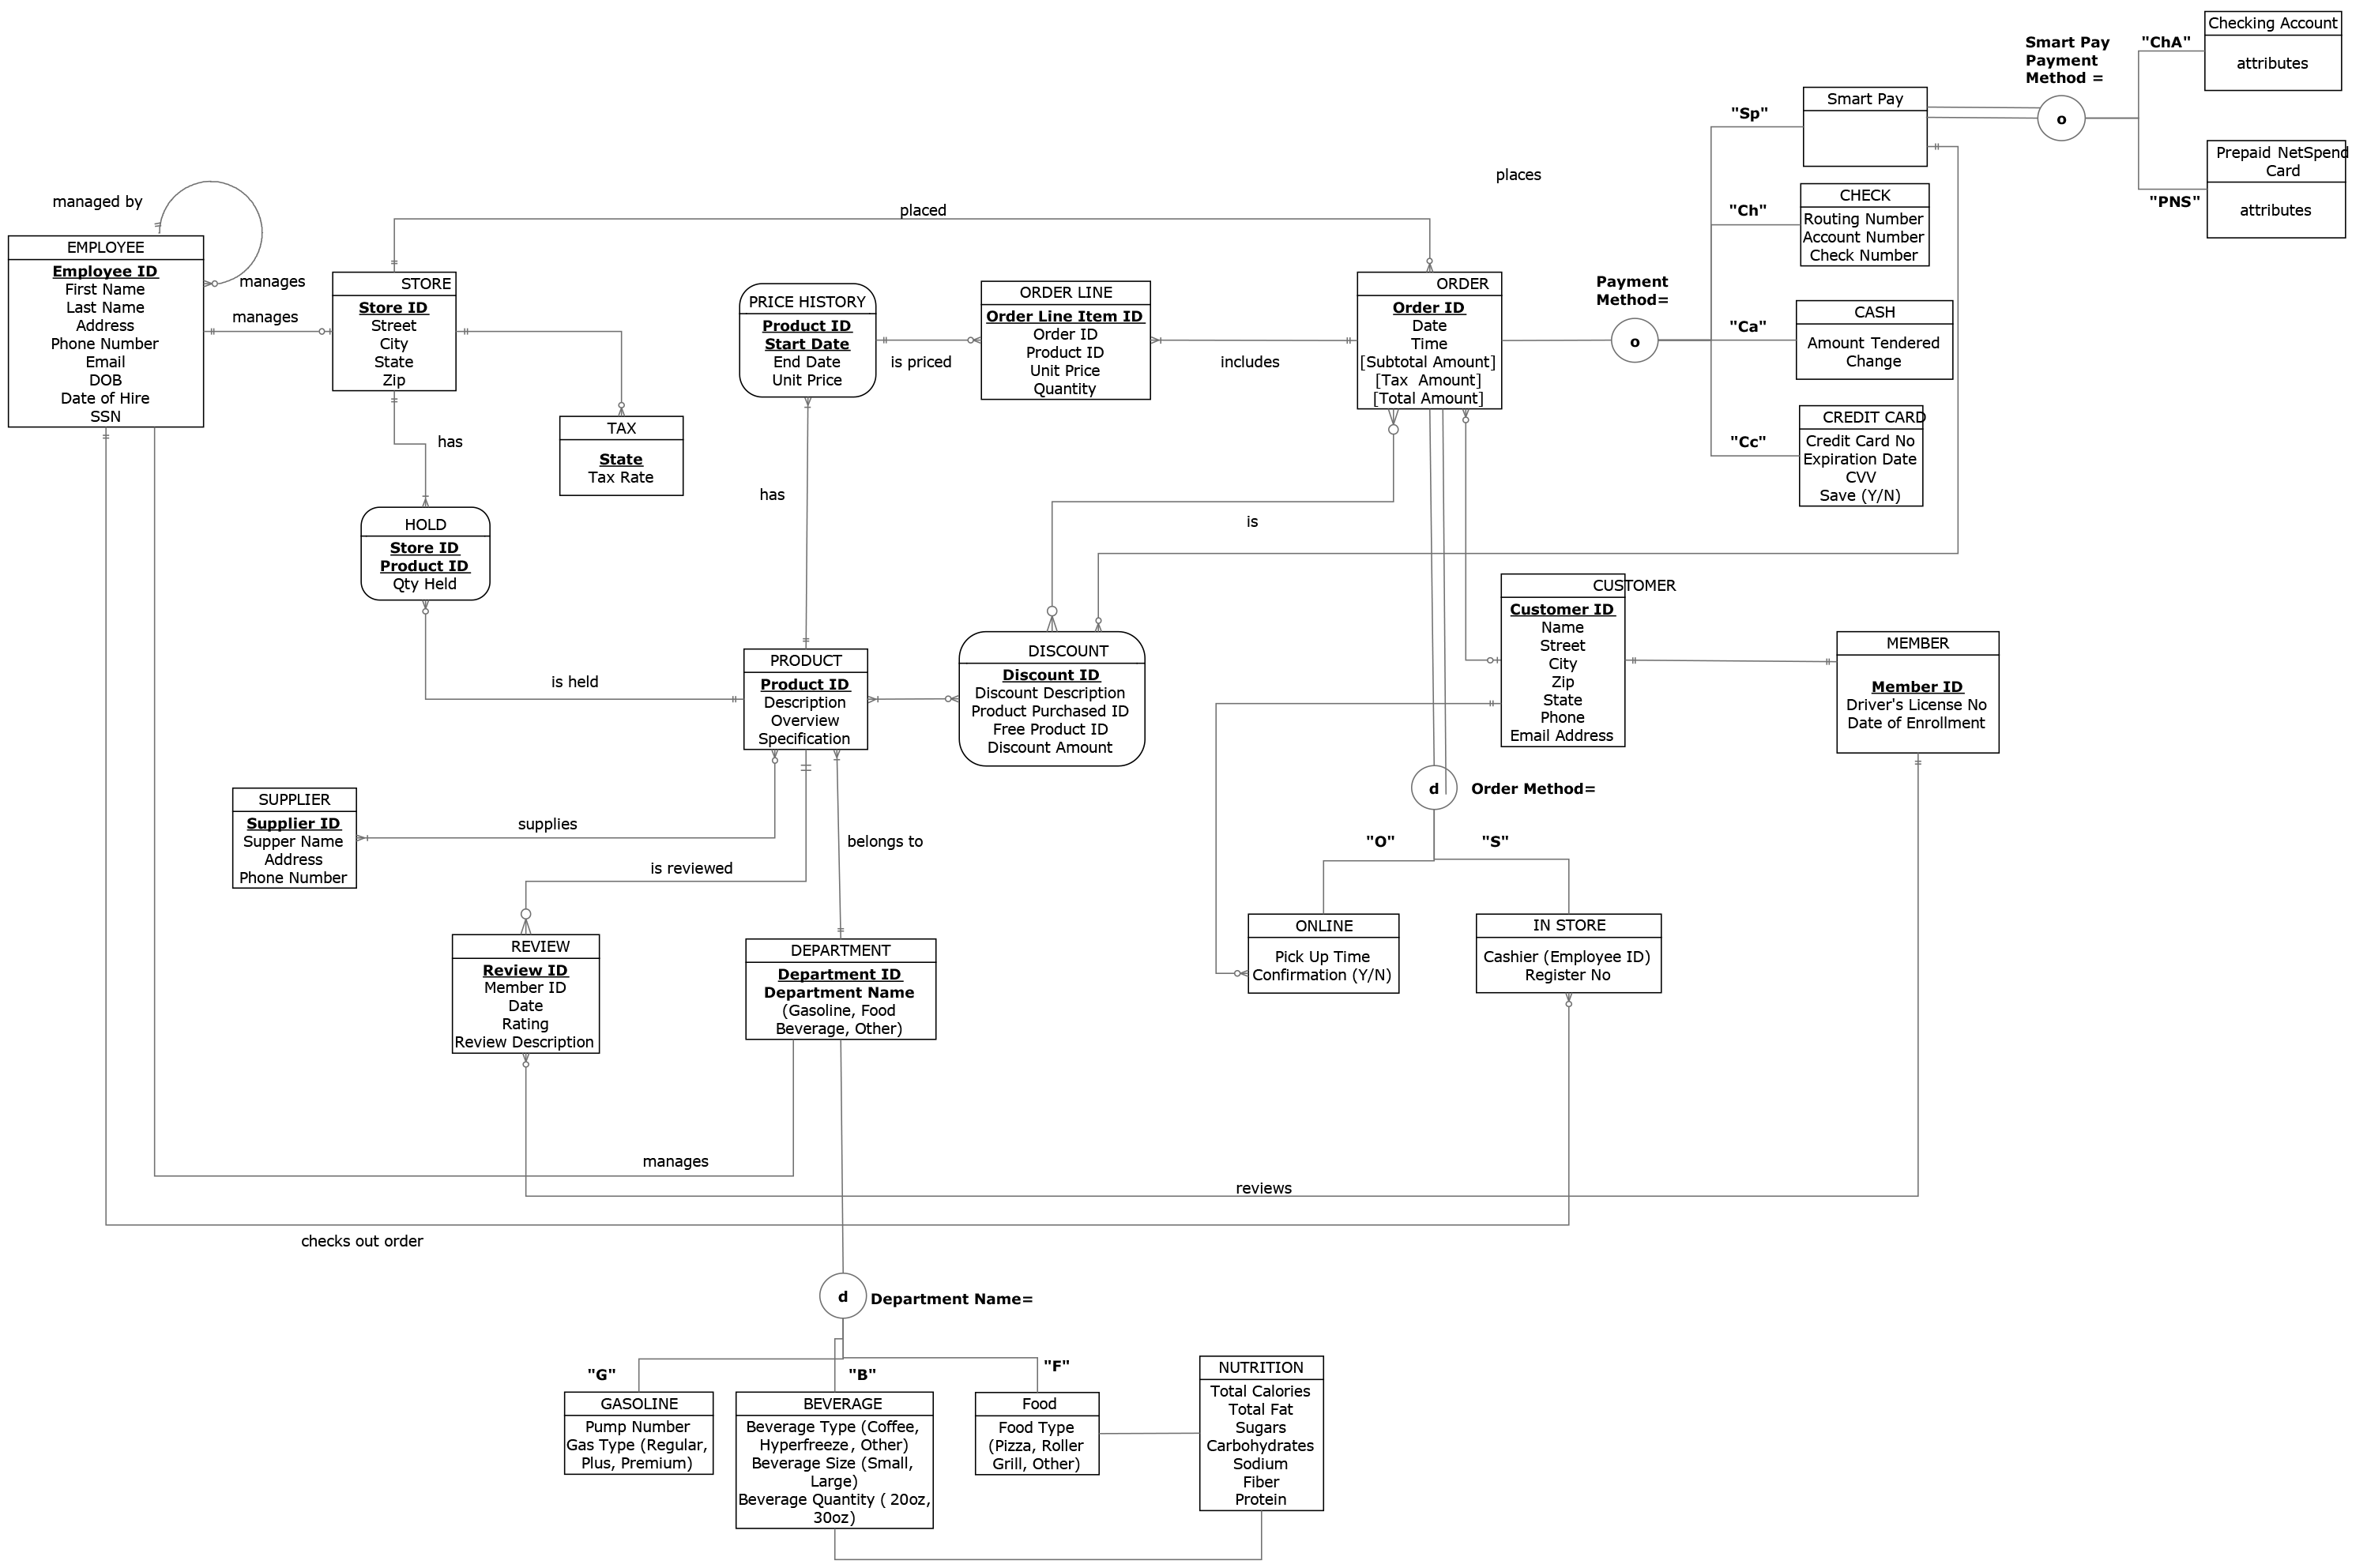 Checking Account
attributes
Smart Pay
Payment
Method =
"ChA"
o
Prepaid NetSpend
Card
attributes
"PNS"
Smart Pay
"Sp"
places
CHECK
Routing Number
Account Number
Check Number
"Ch"
Payment
Method=
o
CASH
Amount Tendered
Change
"Ca"
CREDIT CARD
Credit Card No
Expiration Date
CVV
Save (Y/N)
"Cc"
managed by
EMPLOYEE
Employee ID
First Name
Last Name
Address
Phone Number
Email
DOB
Date of Hire
SSN
manages
manages
placed
STORE
Store ID
Street
City
State
Zip
PRICE HISTORY
Product ID
Start Date
End Date
Unit Price
is priced
ORDER LINE
Order Line Item ID
Order ID
Product ID
Unit Price
Quantity
includes
ORDER
Order ID
Date
Time
[Subtotal Amount]
[Tax  Amount]
[Total Amount]
has
TAX
State
Tax Rate
has
is
HOLD
Store ID
Product ID
Qty Held
is held
PRODUCT
Product ID
Description
Overview
Specification
DISCOUNT
Discount ID
Discount Description
Product Purchased ID
Free Product ID
Discount Amount
CUSTOMER
Customer ID
Name
Street
City
Zip
State
Phone
Email Address
MEMBER
Member ID
Driver's License No
Date of Enrollment
SUPPLIER
Supplier ID
Supper Name
Address
Phone Number
supplies
belongs to
is reviewed
d
Order Method=
"O"
"S"
REVIEW
Review ID
Member ID
Date
Rating
Review Description
DEPARTMENT
Department ID
Department Name
(Gasoline, Food
Beverage, Other)
ONLINE
Pick Up Time
Confirmation (Y/N)
IN STORE
Cashier (Employee ID)
Register No
manages
reviews
checks out order
d
Department Name=
"G"
"B"
"F"
GASOLINE
Pump Number
Gas Type (Regular,
Plus, Premium)
BEVERAGE
Beverage Type (Coffee,
Hyperfreeze, Other)
Beverage Size (Small,
Large)
Beverage Quantity ( 20oz,
30oz)
Food
Food Type
(Pizza, Roller
Grill, Other)
NUTRITION
Total Calories
Total Fat
Sugars
Carbohydrates
Sodium
Fiber
Protein